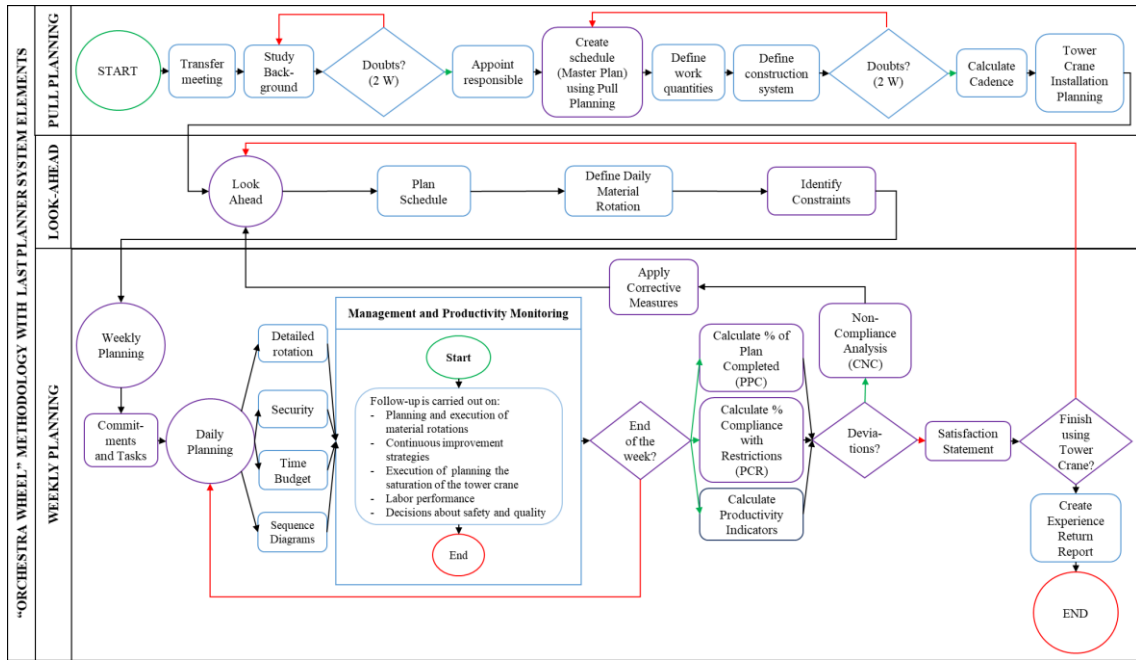 "ORCHESTRA WHEEL" METHODOLOGY WITH LAST PLANNER SYSTEM ELEMENTS
PULL PLANNING
START
Transfer
meeting
Study
Back-
ground
Doubts?
(2 W)
Appoint
responsible
Create
schedule
(Master Plan)
using Pull
Planning
Define
work
quantities
Define
construction
system
Doubts?
(2 W)
Calculate
Cadence
Tower
Crane
Installation
Planning
LOOK-AHEAD
Look
Ahead
Plan
Schedule
Define Daily
Material
Rotation
Identify
Constraints
WEEKLY PLANNING
Weekly
Planning
Commit-
ments
and Tasks
Daily
Planning
Detailed
rotation
Security
Time
Budget
Sequence
Diagrams
Management and Productivity Monitoring
Start
Follow-up is carried out on:
- Planning and execution of
material rotations
- Continuous improvement
strategies
- Execution of planning the
saturation of the tower crane
- Labor performance
- Decisions about safety and quality
End
End
of the
week?
Apply
Corrective
Measures
Calculate % of
Plan
Completed
(PPC)
Calculate %
Compliance
with
Restrictions
(PCR)
Calculate
Productivity
Indicators
Non-
Compliance
Analysis
(CNC)
Devia-
tions?
Satisfaction
Statement
Finish
using
Tower
Crane?
Create
Experience
Return
Report
END